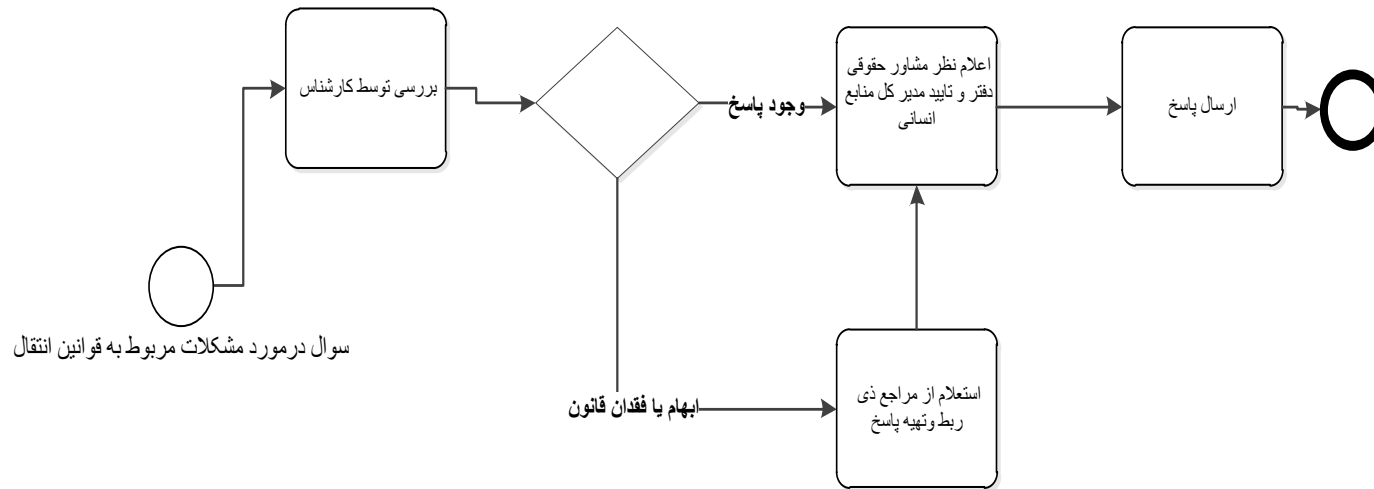 بررسی توسط کارشناس
وجود پاسخ
اعلام نظر مشاور حقوقی
دفتر و تایید مدیر کل منابع
انسانی
ارسال پاسخ
سوال درمورد مشکلات مربوط به قوانین انتقال
ابهام یا فقدان قانون
استعلام از مراجع ذی
ربط وتهیه پاسخ